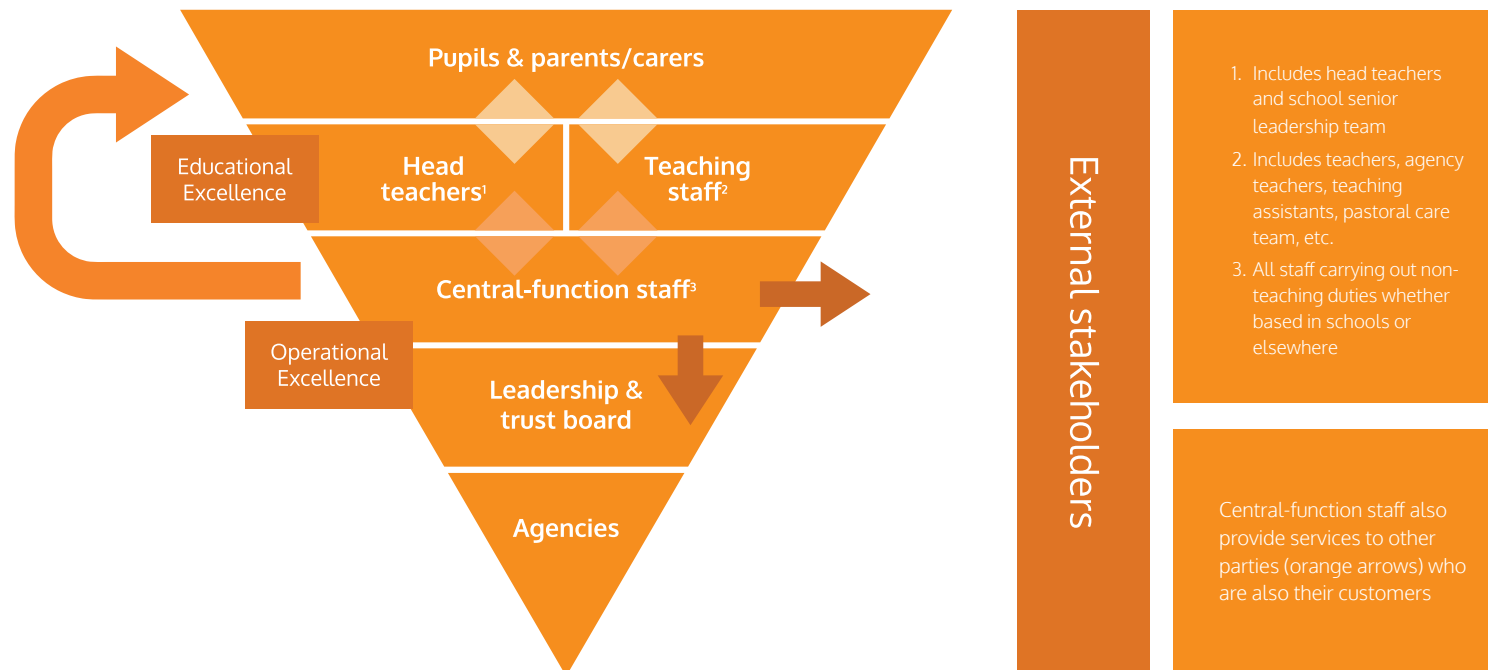 Pupils & parents/carers
Educational
Excellence
Head
teachers¹
Teaching
staff²
Central-function staff³
Operational
Excellence
Leadership &
trust board
Agencies
External stakeholders
1. Includes head teachers
and school senior
leadership team
2. Includes teachers, agency
teachers, teaching
assistants, pastoral care
team, etc.
3. All staff carrying out non-
teaching duties whether
based in schools or
elsewhere
Central-function staff also
provide services to other
parties (orange arrows) who
are also their customers